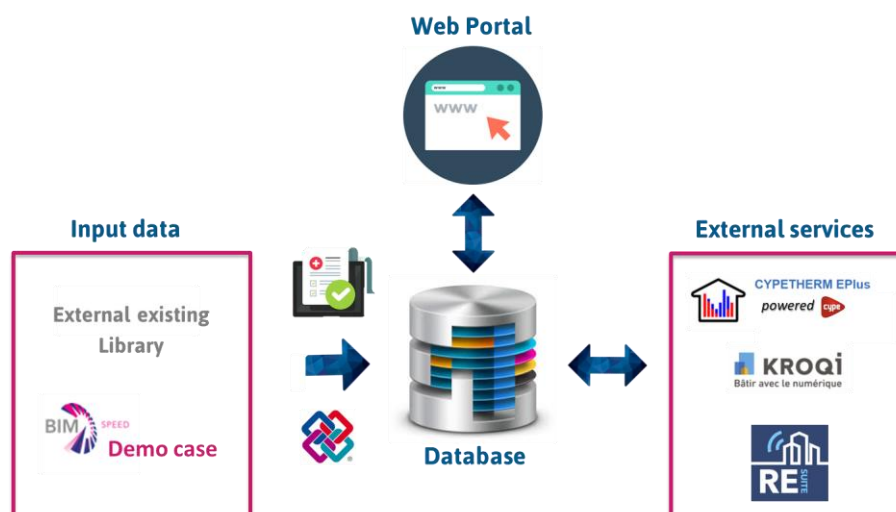 Web Portal
www
WWW
Input data
External services
External existing
Library
BIM SPEED
Demo case
Database
®
CYPETHERM EPlus
powered cype
KROQI
Bâtir avec le numérique
RE SUITE